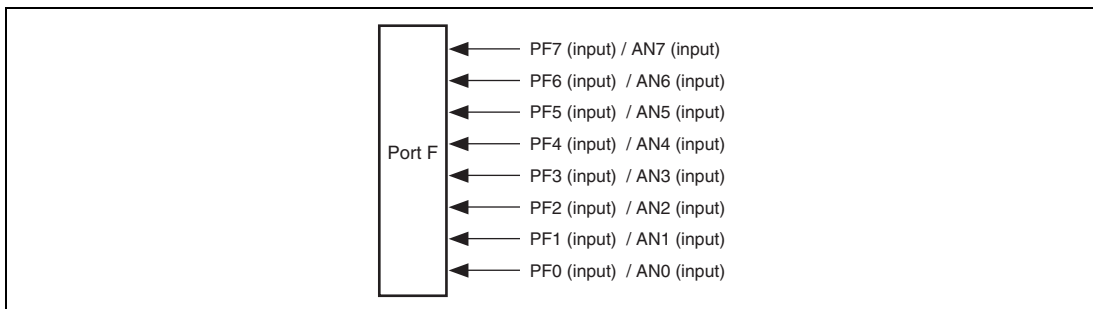 PF7 (input) / AN7 (input)
PF6 (input) / AN6 (input)
PF5 (input) / AN5 (input)
PF4 (input) / AN4 (input)
Port F
PF3 (input) / AN3 (input)
PF2 (input) / AN2 (input)
PF1 (input) / AN1 (input)
PF0 (input) / AN0 (input)